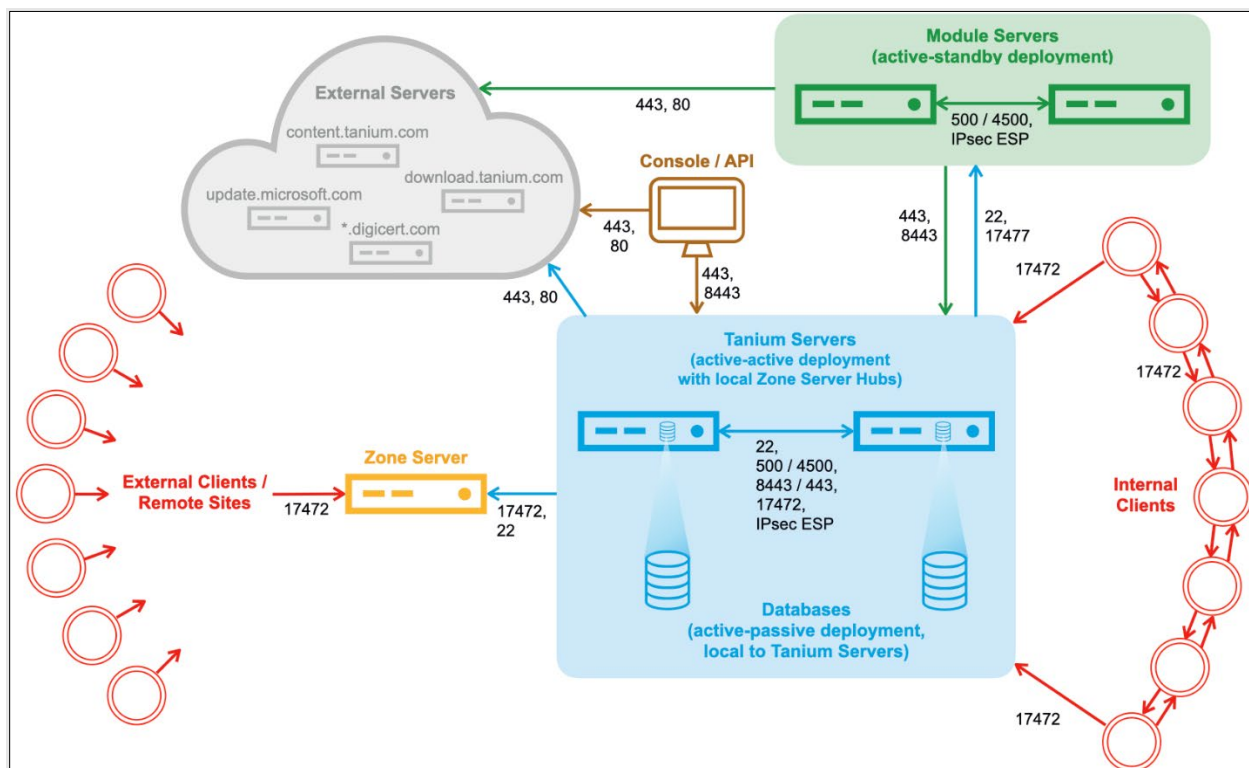 Module Servers
(active-standby deployment)
500 / 4500,
IPsec ESP
443, 80
External Servers
content.tanium.com
download.tanium.com
update.microsoft.com
*.digicert.com
Console / API
443,
80
443,
8443
443, 80
443,
8443
22,
17477
17472
17472
Tanium Servers
(active-active deployment
with local Zone Server Hubs)
22,
500 / 4500,
8443 / 443,
17472,
IPsec ESP
Databases
(active-passive deployment,
local to Tanium Servers)
Zone Server
External Clients /
Remote Sites
17472
17472,
22
Internal
Clients
17472